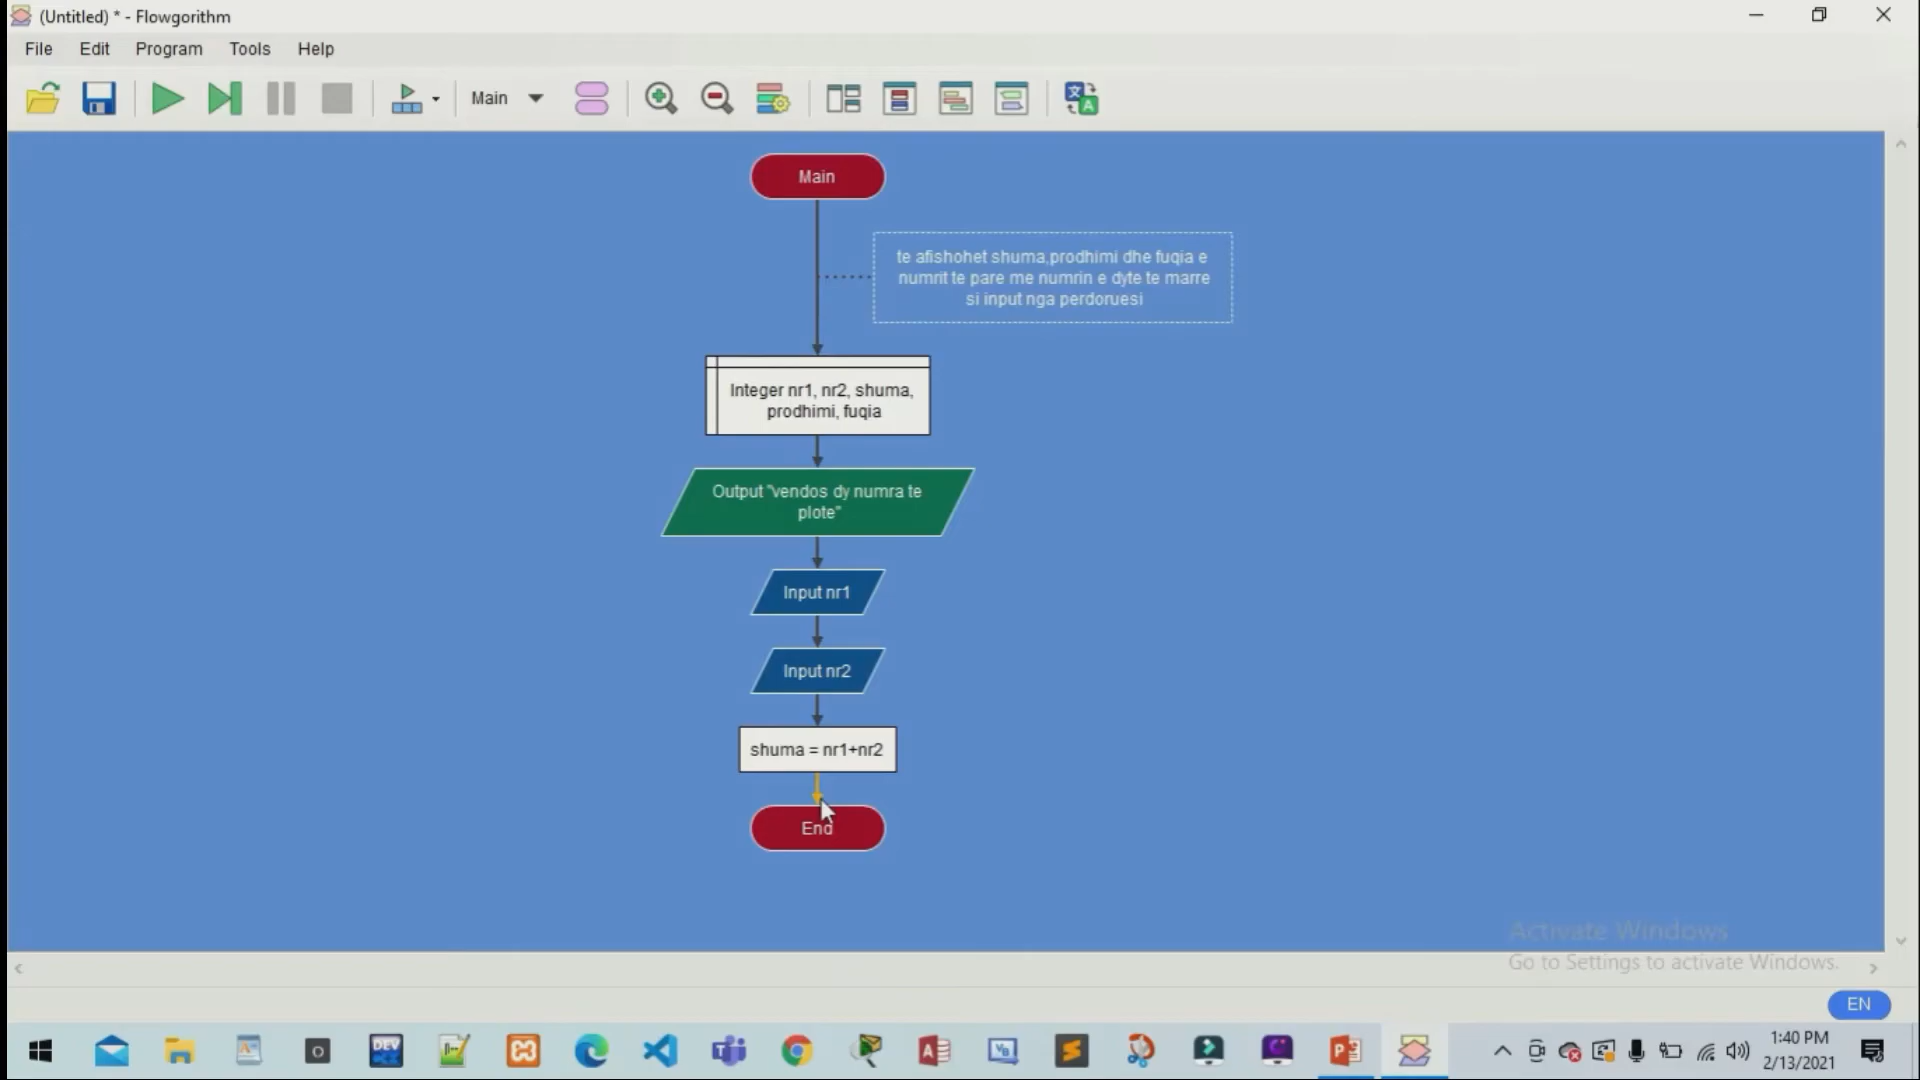 (Untitled) * - Flowgorithm
File Edit Program Tools Help
Main
Main
te afishohet shuma,prodhimi dhe fuqia e
numrit te pare me numrin e dyte te marre
si input nga perdoruesi
Integer nr1, nr2, shuma,
prodhimi, fuqia
Output "vendos dy numra te
plote"
Input nr1
Input nr2
shuma = nr1+nr2
End
Activate Windows
Go to Settings to activate Windows.
EN
1:40 PM
2/13/2021